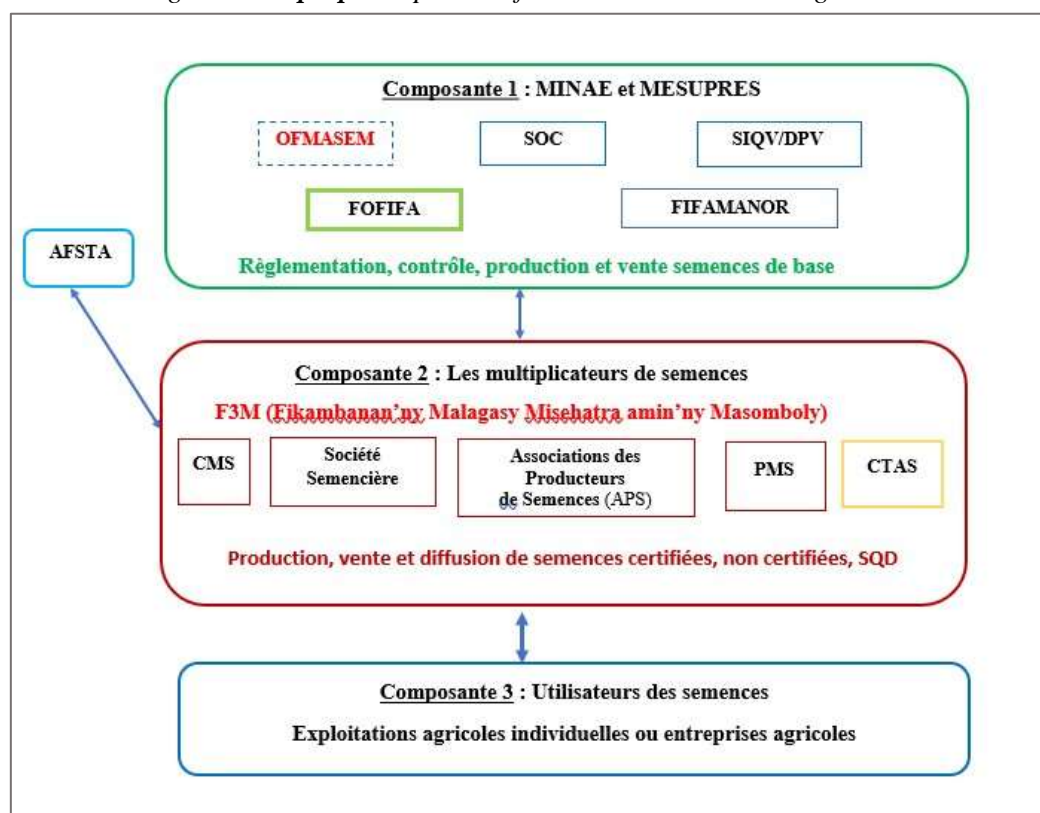 Composante 1 : MINAE et MESUPRES
OFMASEM
SOC
SIQV/DPV
FOFIFA
FIFAMANOR
AFSTA
Règlementation, contrôle, production et vente semences de base
Composante 2 : Les multiplicateurs de semences
F3M (Fikambanan’ny Malagasy Misehatra amin’ny Masomboly)
CMS
Société
Semencière
Associations des
Producteurs
de Semences (APS)
PMS
CTAS
Production, vente et diffusion de semences certifiées, non certifiées, SQD
Composante 3 : Utilisateurs des semences
Exploitations agricoles individuelles ou entreprises agricoles